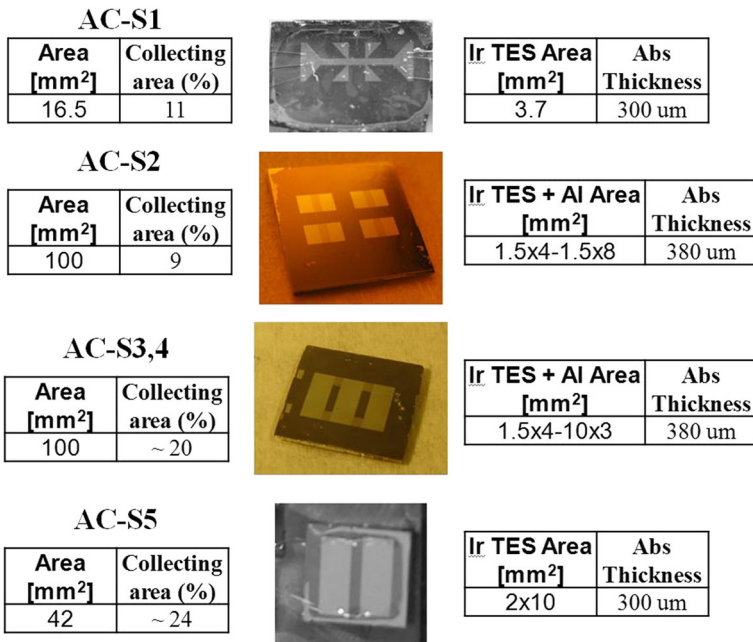 AC-S1
Area [mm²] Collecting area (%)
16.5 11
Ir TES Area [mm²] Abs Thickness
3.7 300 um
AC-S2
Area [mm²] Collecting area (%)
100 9
Ir TES + Al Area [mm²] Abs Thickness
1.5x4-1.5x8 380 um
AC-S3,4
Area [mm²] Collecting area (%)
100 ~ 20
Ir TES + Al Area [mm²] Abs Thickness
1.5x4-10x3 380 um
AC-S5
Area [mm²] Collecting area (%)
42 ~ 24
Ir TES Area [mm²] Abs Thickness
2x10 300 um